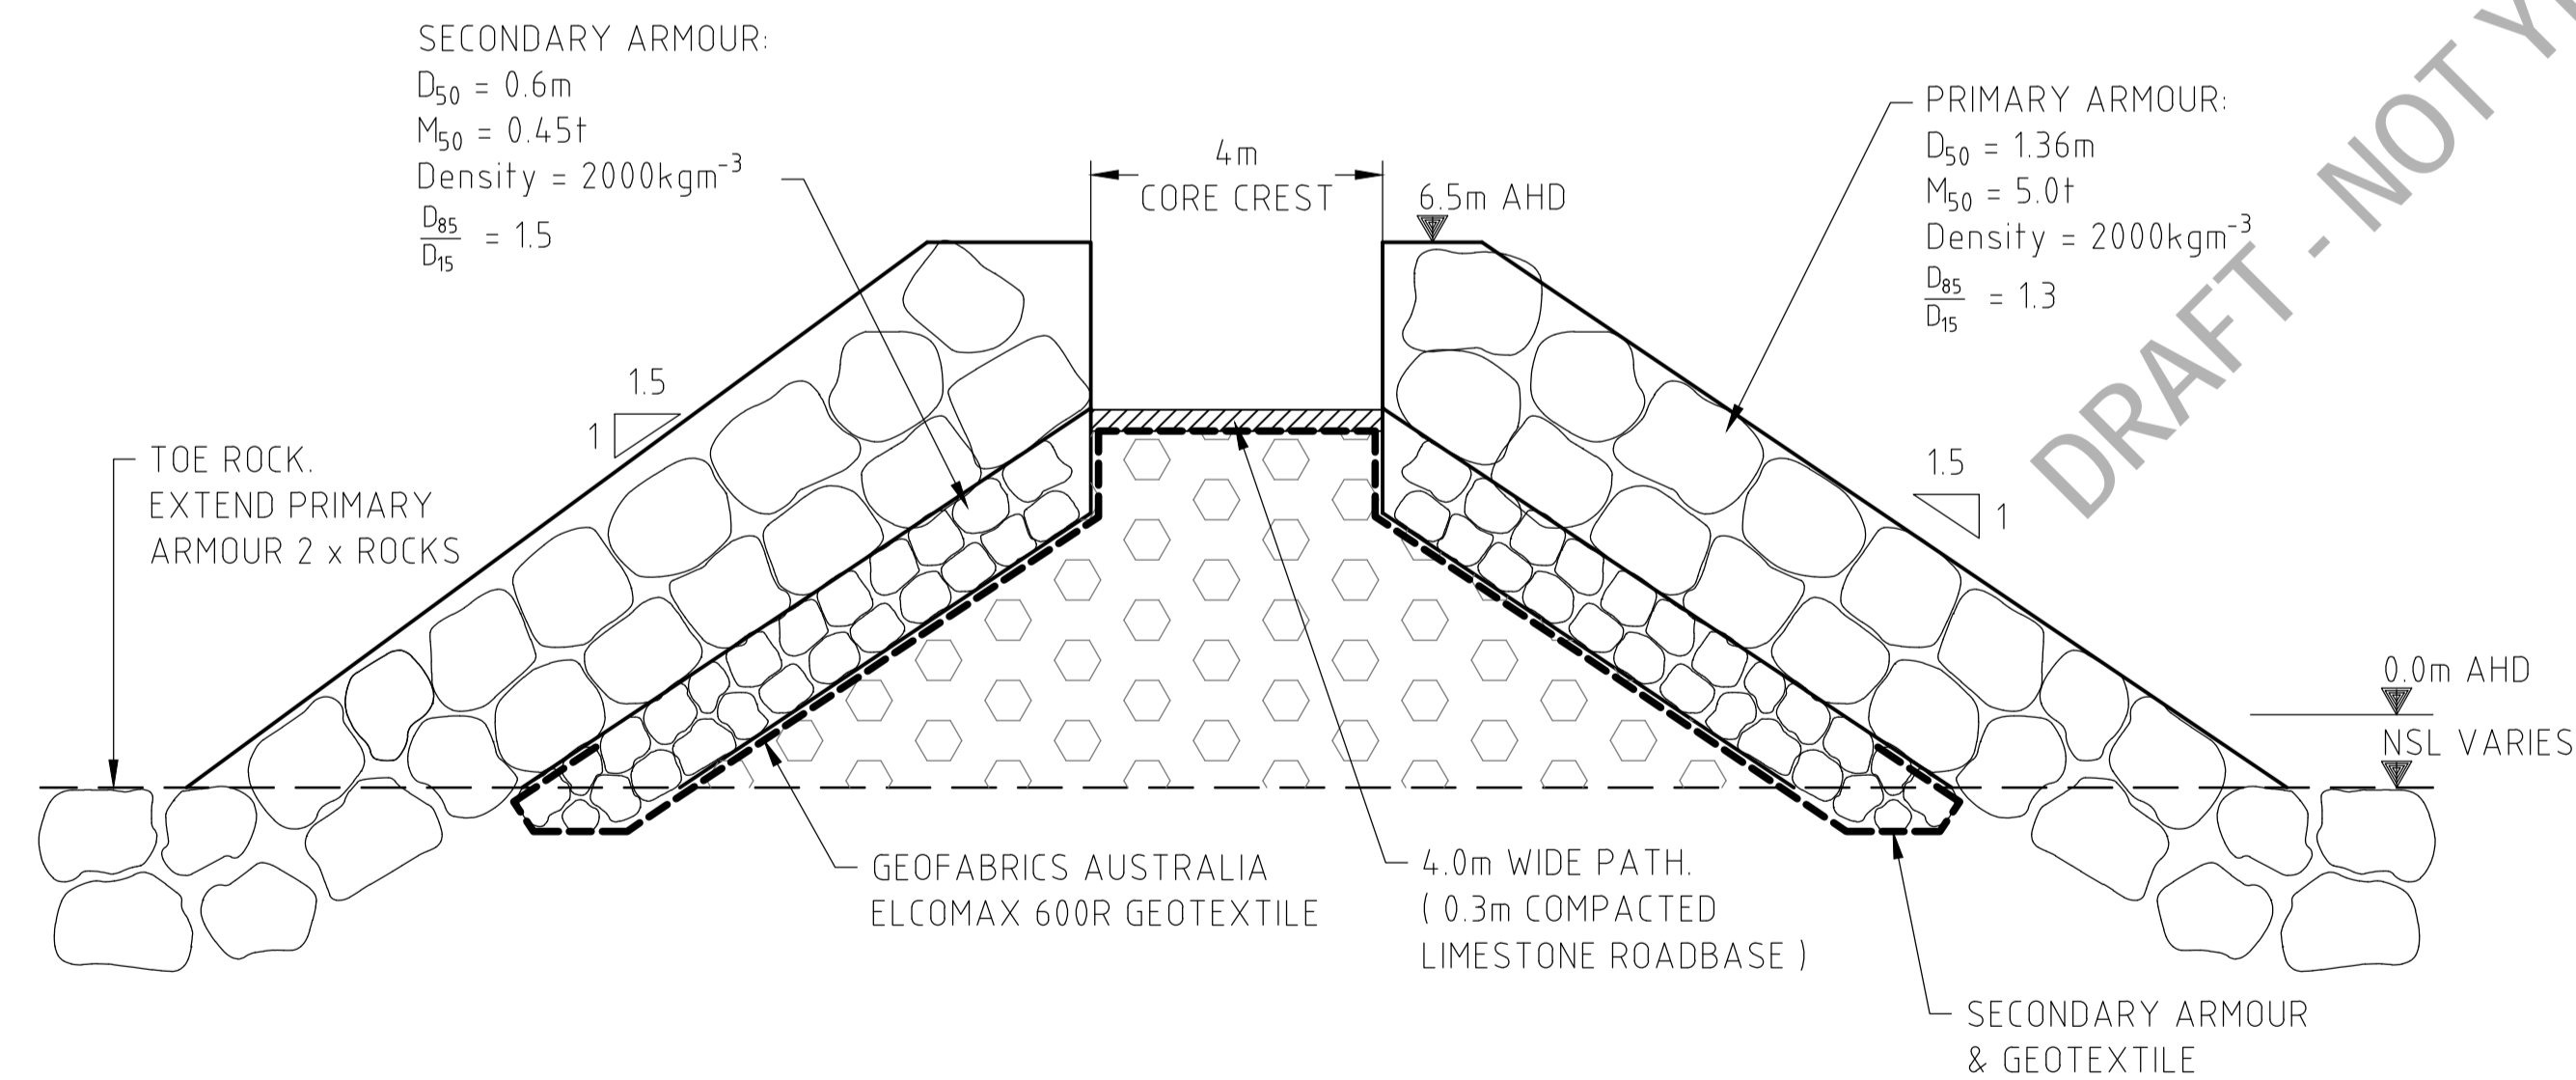 SECONDARY ARMOUR:
D50 = 0.6m
M50 = 0.45t
Density = 2000kgm-3
D85
D15
= 1.5
4m
CORE CREST
6.5m AHD
PRIMARY ARMOUR:
D50 = 1.36m
M50 = 5.0t
Density = 2000kgm-3
D85
D15
= 1.3
DRAFT - NOT
1.5
1
TOE ROCK.
EXTEND PRIMARY
ARMOUR 2 x ROCKS
1.5
1
0.0m AHD
NSL VARIES
GEOFABRICS AUSTRALIA
ELCOMAX 600R GEOTEXTILE
4.0m WIDE PATH.
( 0.3m COMPACTED
LIMESTONE ROADBASE )
SECONDARY ARMOUR
& GEOTEXTILE